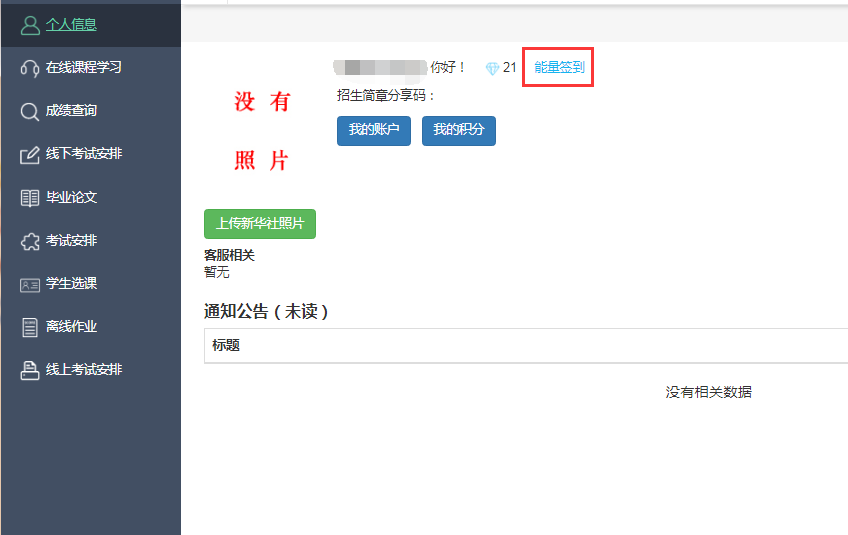 个人信息
在线课程学习
成绩查询
线下考试安排
毕业论文
考试安排
学生选课
离线作业
线上考试安排
你好！ 21 能量签到
招生简章分享码：
我的账户 我的积分
没 有
照 片
上传新华社照片
客服相关
暂无
通知公告（未读）
标题
没有相关数据